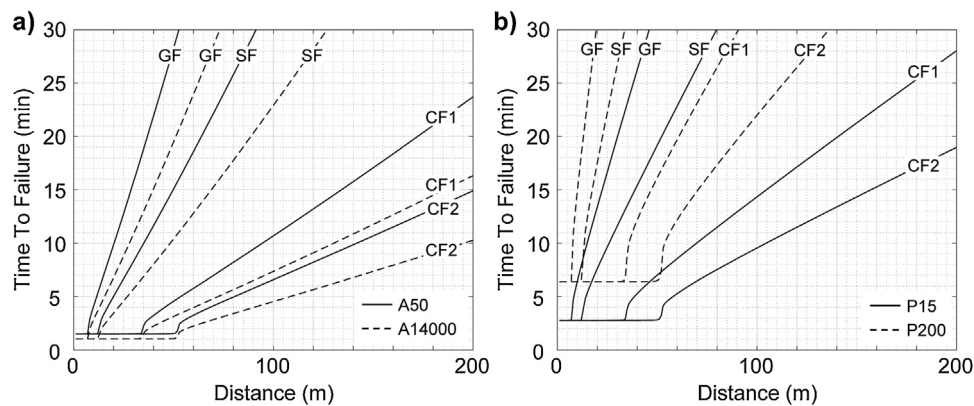 a)
30
25
20
15
10
5
0
Time To Failure (min)
GF
GF
SF
SF
CF1
CF1
CF2
CF2
A50
A14000
0
100
200
Distance (m)
b)
30
25
20
15
10
5
0
Time To Failure (min)
GF
SF
GF
SF
CF1
CF2
CF1
CF2
P15
P200
0
100
200
Distance (m)